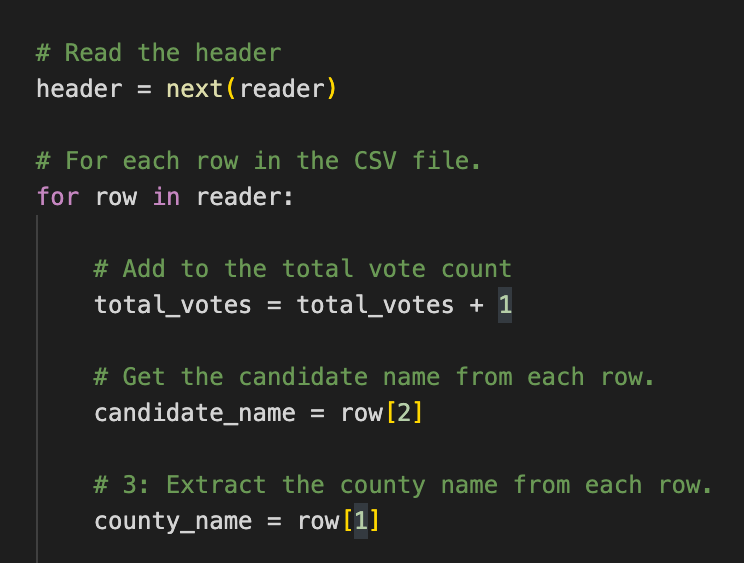 # Read the header
header = next(reader)
# For each row in the CSV file.
for row in reader:
# Add to the total vote count
total_votes = total_votes + 1
# Get the candidate name from each row.
candidate_name = row[2]
# 3: Extract the county name from each row.
county_name = row[1]